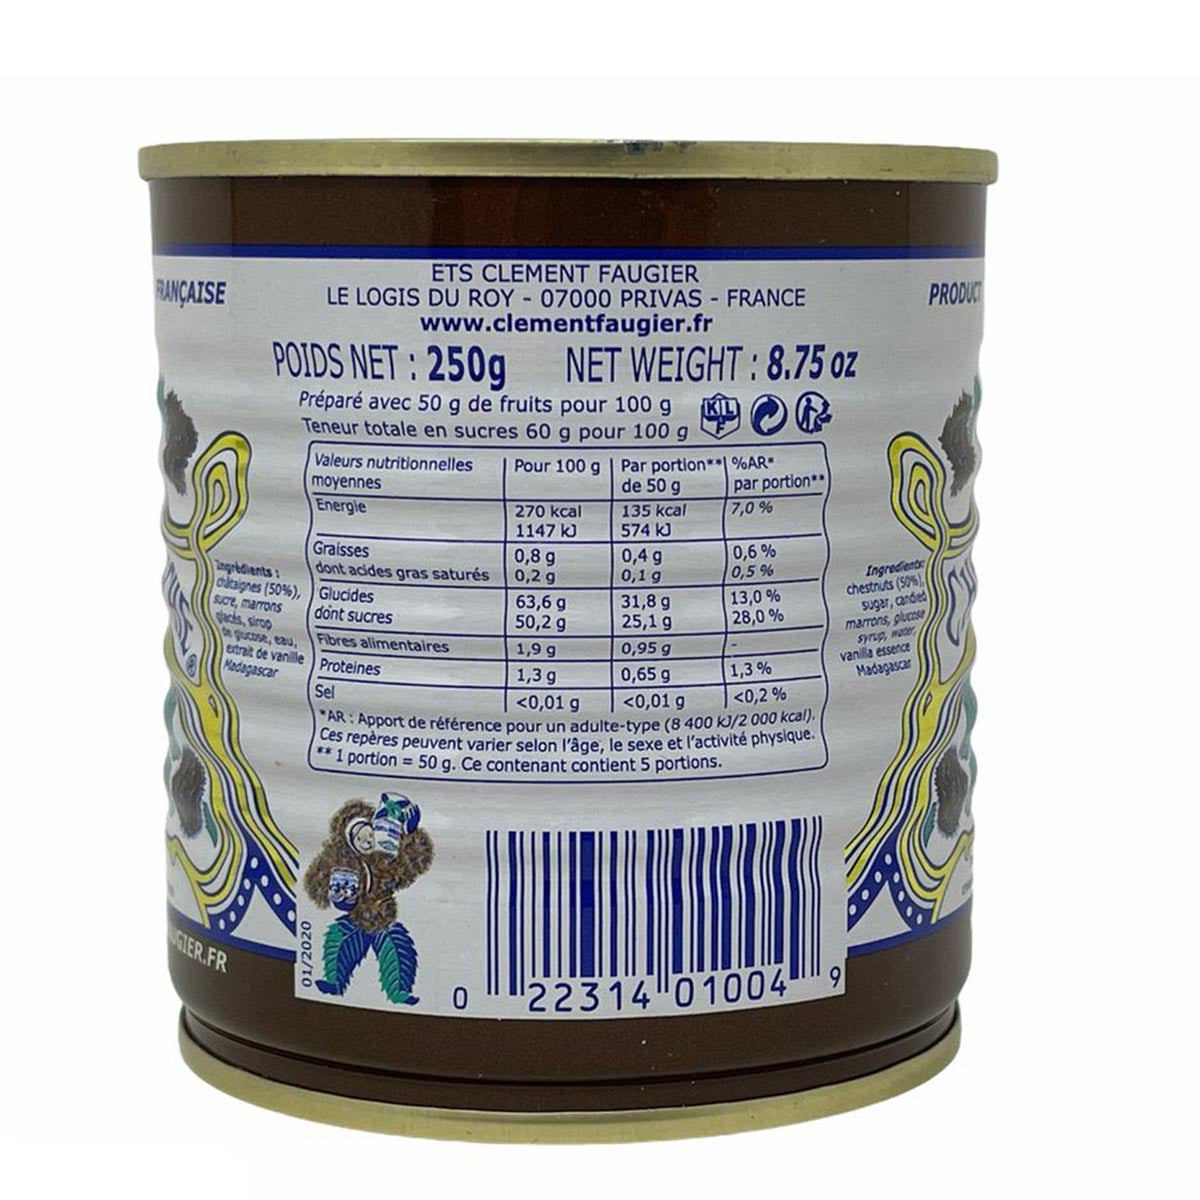 ETS CLEMENT FAUGIER
LE LOGIS DU ROY - 07000 PRIVAS - FRANCE
www.clementfaugier.fr
FRANÇAISE
PRODUCT
POIDS NET : 250g NET WEIGHT : 8.75 oz
Préparé avec 50 g de fruits pour 100 g
Teneur totale en sucres 60 g pour 100 g
Valeurs nutritionnelles moyennes Pour 100 g Par portion** de 50 g %AR* par portion**
Energie 270 kcal 135 kcal 7,0 %
1147 kJ 574 kJ
Graisses 0,8 g 0,4 g 0,6 %
dont acides gras saturés 0,2 g 0,1 g 0,5 %
Glucides 63,6 g 31,8 g 13,0 %
dont sucres 50,2 g 25,1 g 28,0 %
Fibres alimentaires 1,9 g 0,95 g -
Proteines 1,3 g 0,65 g 1,3 %
Sel <0,01 g <0,01 g <0,2 %
*AR : Apport de référence pour un adulte-type (8 400 kJ/2 000 kcal).
Ces repères peuvent varier selon l'âge, le sexe et l'activité physique.
** 1 portion = 50 g. Ce contenant contient 5 portions.
Ingrédients :
châtaignes (50%),
sucre, marrons
glacés, sirop
de glucose, eau,
extrait de vanille
Madagascar
Ingredients:
chestnuts (50%),
sugar, candied
marrons, glucose
syrup, water,
vanilla essence
Madagascar
01/2020
UGIER.FR
0 22314 01004 9